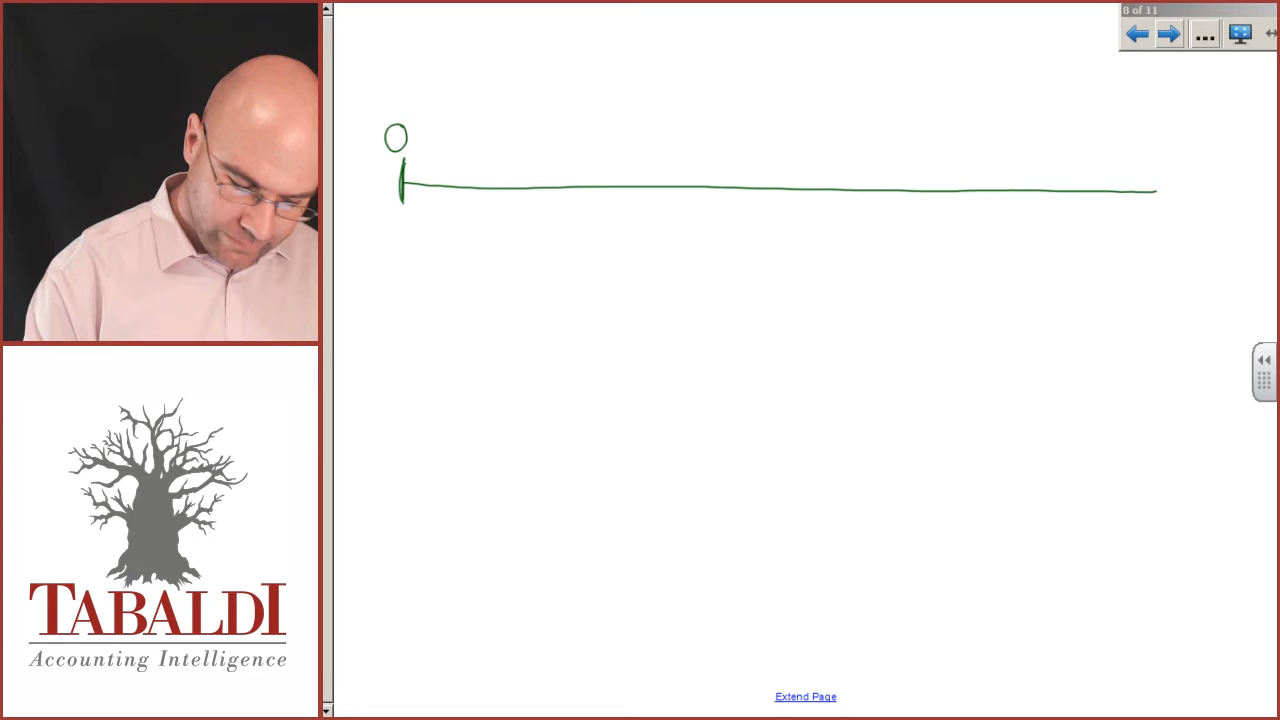 8 of 11
...
0
TABALDI
Accounting Intelligence
Extend Page